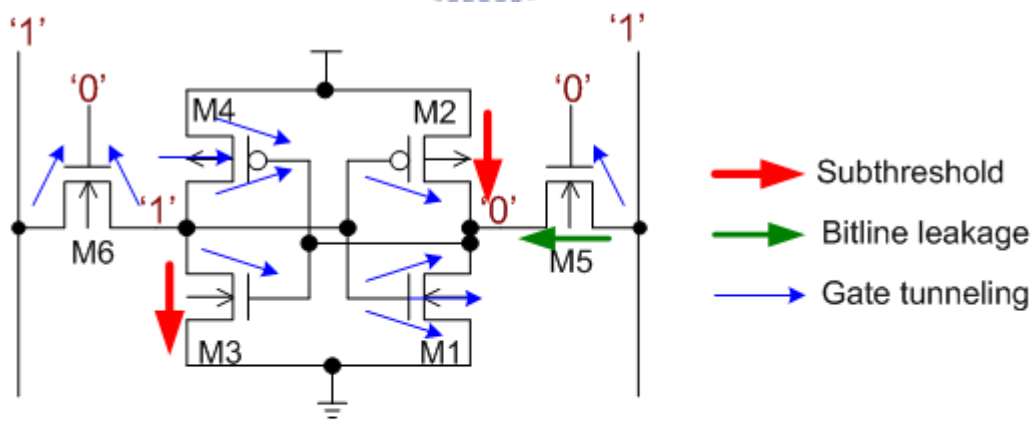 ‘1’ ‘1’
‘0’ M4 M2 ‘0’
Subthreshold
‘1’ ‘0’
Bitline leakage
M6 M5
Gate tunneling
M3 M1